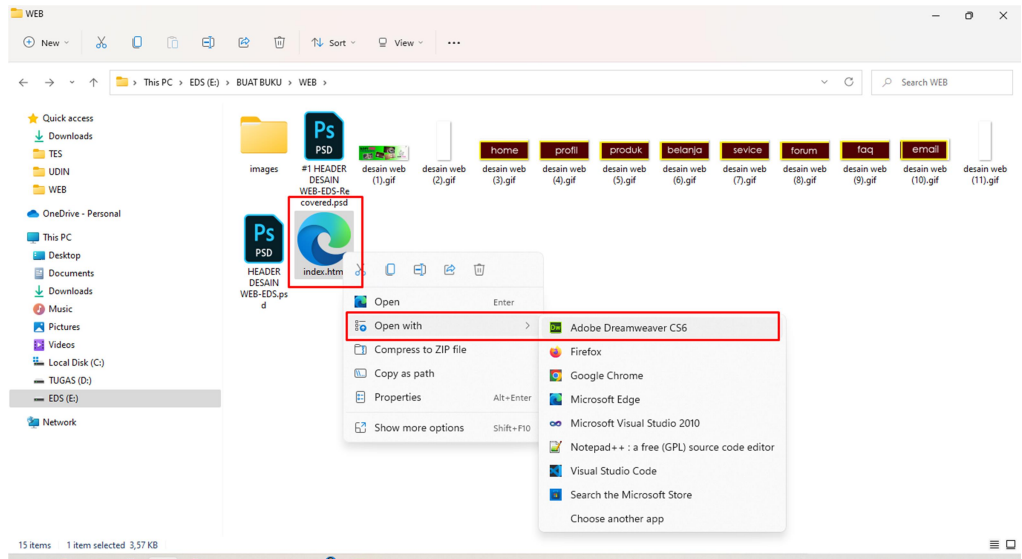 WEB
New
Sort
View
This PC > EDS (E:) > BUAT BUKU > WEB >
Search WEB
Quick access
Downloads
TES
UDIN
WEB
OneDrive - Personal
This PC
Desktop
Documents
Downloads
Music
Pictures
Videos
Local Disk (C:)
TUGAS (D:)
EDS (E:)
Network
images
Ps
PSD
#1 HEADER
DESAIN
WEB-EDS-Re
covered.psd
desain web
(1).gif
desain web
(2).gif
home
desain web
(3).gif
profil
desain web
(4).gif
produk
desain web
(5).gif
belanja
desain web
(6).gif
sevice
desain web
(7).gif
forum
desain web
(8).gif
faq
desain web
(9).gif
email
desain web
(10).gif
desain web
(11).gif
Ps
PSD
HEADER
DESAIN
WEB-EDS.ps
d
index.htm
Open Enter
Open with
Compress to ZIP file
Copy as path
Properties Alt+Enter
Show more options Shift+F10
Dw Adobe Dreamweaver CS6
Firefox
Google Chrome
Microsoft Edge
Microsoft Visual Studio 2010
Notepad++ : a free (GPL) source code editor
Visual Studio Code
Search the Microsoft Store
Choose another app
15 items 1 item selected 3,57 KB